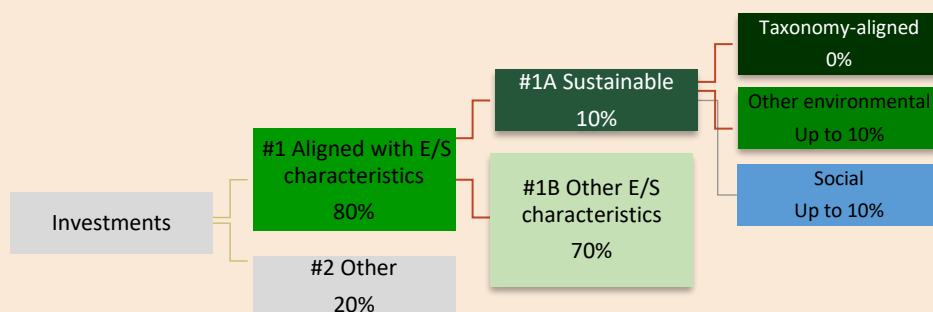 Investments
#1 Aligned with E/S
characteristics
80%
#2 Other
20%
#1A Sustainable
10%
#1B Other E/S
characteristics
70%
Taxonomy-aligned
0%
Other environmental
Up to 10%
Social
Up to 10%